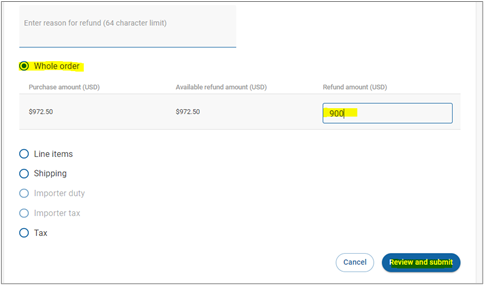 Enter reason for refund (64 character limit)
Whole order
Purchase amount (USD) Available refund amount (USD) Refund amount (USD)
$972.50 $972.50 900
Line items
Shipping
Importer duty
Importer tax
Tax
Cancel Review and submit